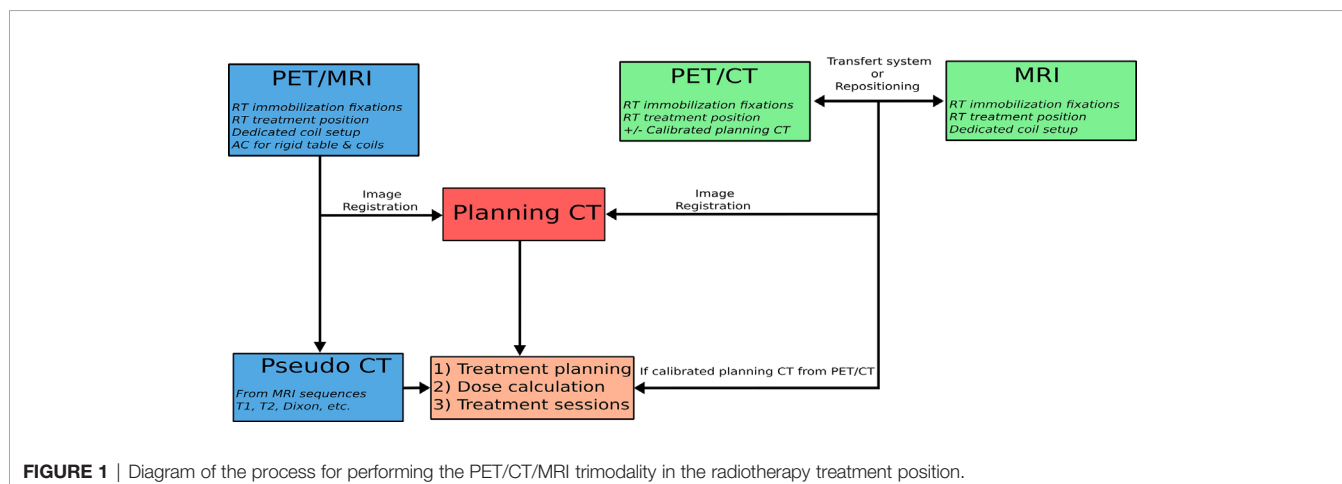 PET/MRI
RT immobilization fixations
RT treatment position
Dedicated coil setup
AC for rigid table & coils
PET/CT
RT immobilization fixations
RT treatment position
+/- Calibrated planning CT
Transfert system
or
Repositioning
MRI
RT immobilization fixations
RT treatment position
Dedicated coil setup
Image
Registration
Planning CT
Image
Registration
Pseudo CT
From MRI sequences
T1, T2, Dixon, etc.
1) Treatment planning
2) Dose calculation
3) Treatment sessions
If calibrated planning CT from PET/CT
FIGURE 1 | Diagram of the process for performing the PET/CT/MRI trimodality in the radiotherapy treatment position.